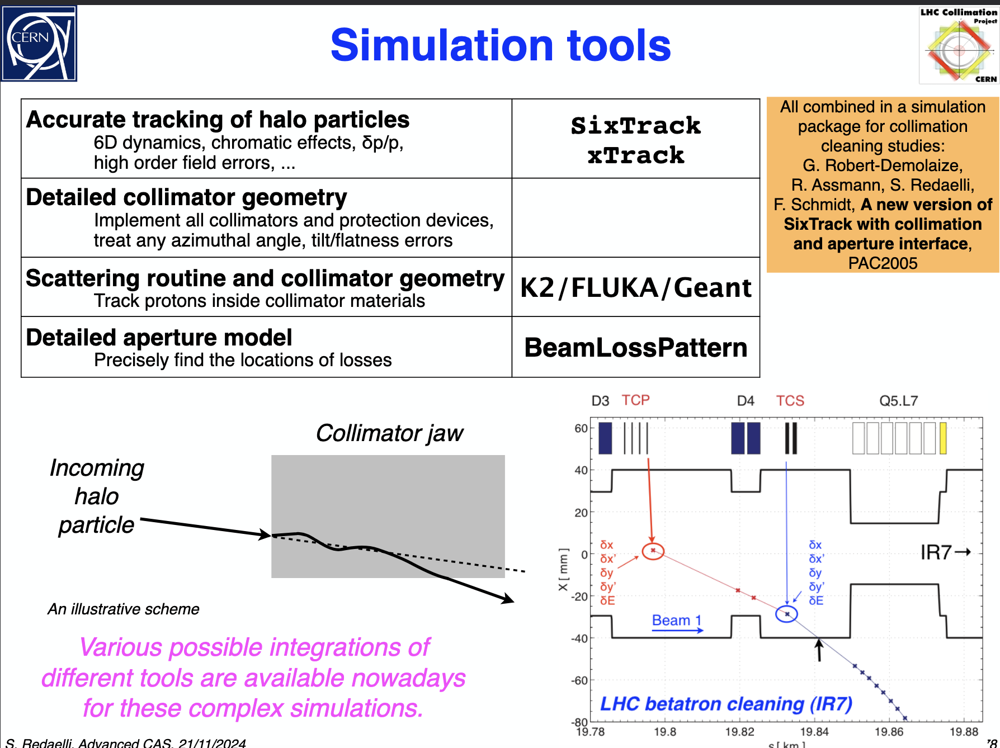 CERN
Simulation tools
LHC Collimation
Project
CERN
Accurate tracking of halo particles
6D dynamics, chromatic effects, δp/p,
high order field errors, ...
SixTrack
xTrack
Detailed collimator geometry
Implement all collimators and protection devices,
treat any azimuthal angle, tilt/flatness errors
Scattering routine and collimator geometry
Track protons inside collimator materials
K2/FLUKA/Geant
Detailed aperture model
Precisely find the locations of losses
BeamLossPattern
All combined in a simulation
package for collimation
cleaning studies:
G. Robert-Demolaize,
R. Assmann, S. Redaelli,
F. Schmidt, A new version of
SixTrack with collimation
and aperture interface,
PAC2005
Collimator jaw
Incoming
halo
particle
An illustrative scheme
Various possible integrations of
different tools are available nowadays
for these complex simulations.
D3 TCP D4 TCS Q5.L7
60
40
20
0
-20
-40
-60
-80
X [ mm ]
δx
δx'
δy
δy'
δE
δx
δx'
δy
δy'
δE
IR7→
Beam 1
LHC betatron cleaning (IR7)
19.78 19.8 19.82 19.84 19.86 19.88
s [ km ]
S. Redaelli, Advanced CAS, 21/11/2024